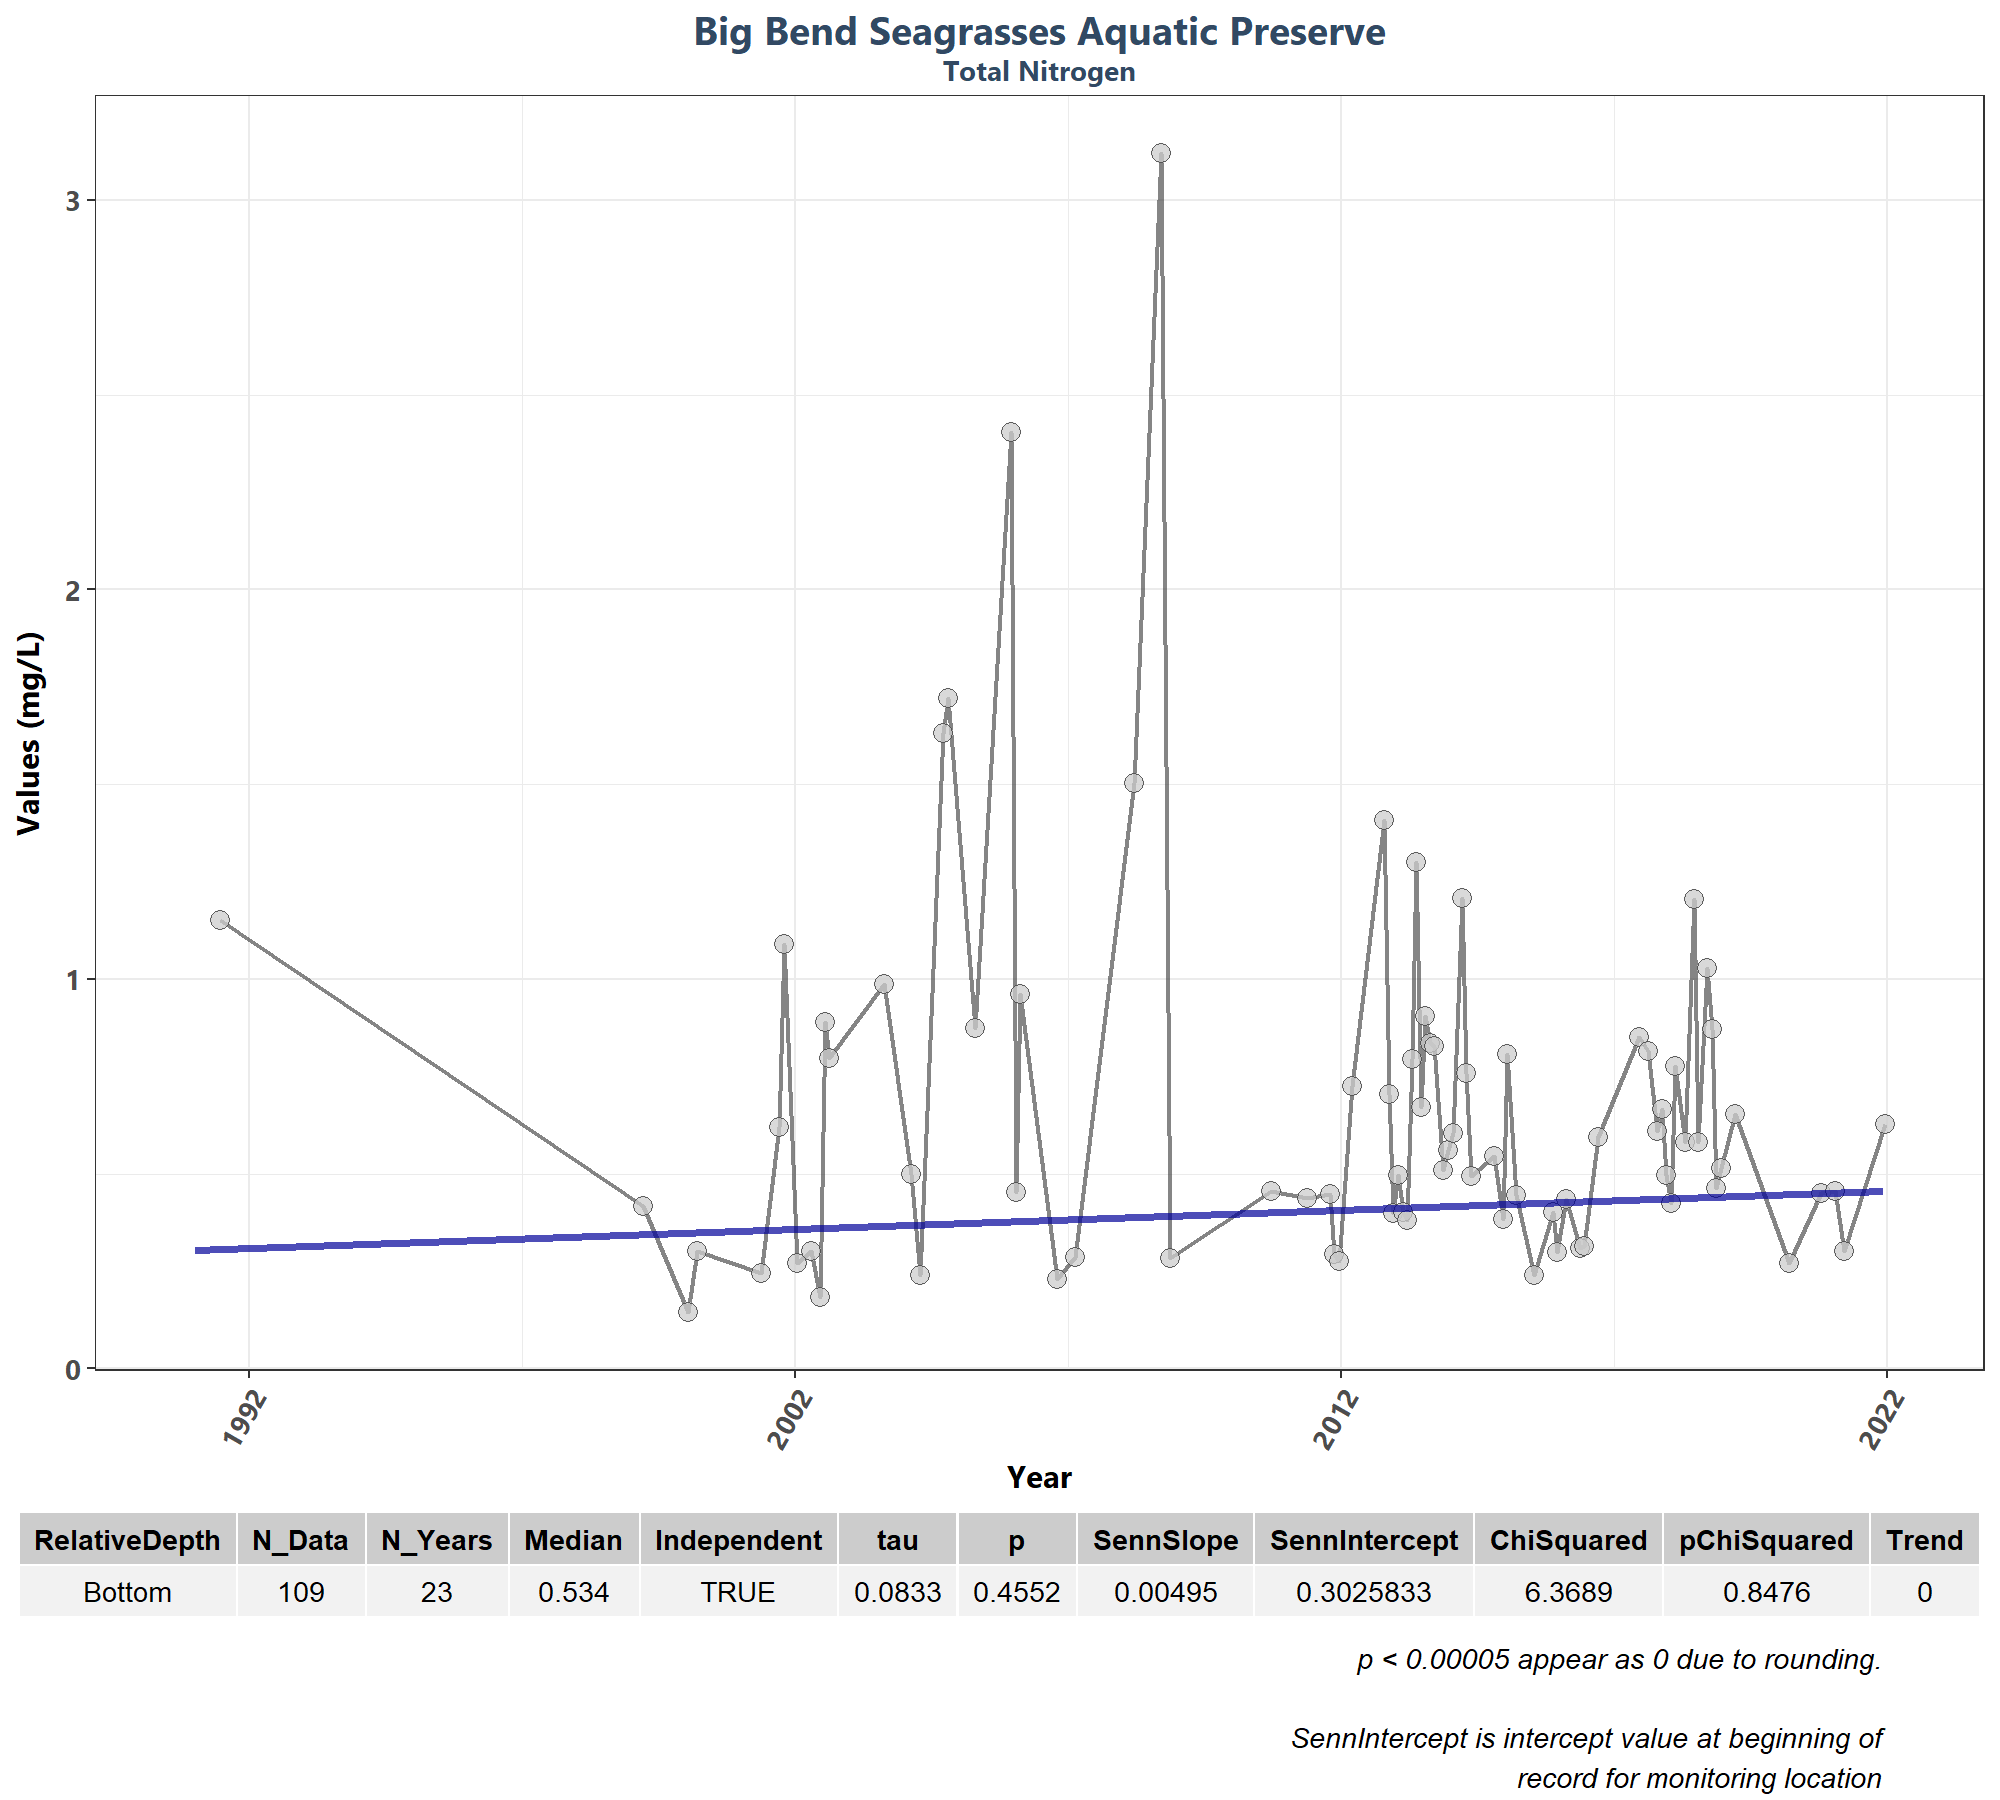 Big Bend Seagrasses Aquatic Preserve
Total Nitrogen
Values (mg/L)
3
2
1
0
1992
2002
2012
2022
Year
RelativeDepth N_Data N_Years Median Independent tau p SennSlope SennIntercept ChiSquared pChiSquared Trend
Bottom 109 23 0.534 TRUE 0.0833 0.4552 0.00495 0.3025833 6.3689 0.8476 0
p < 0.00005 appear as 0 due to rounding.
SennIntercept is intercept value at beginning of
record for monitoring location